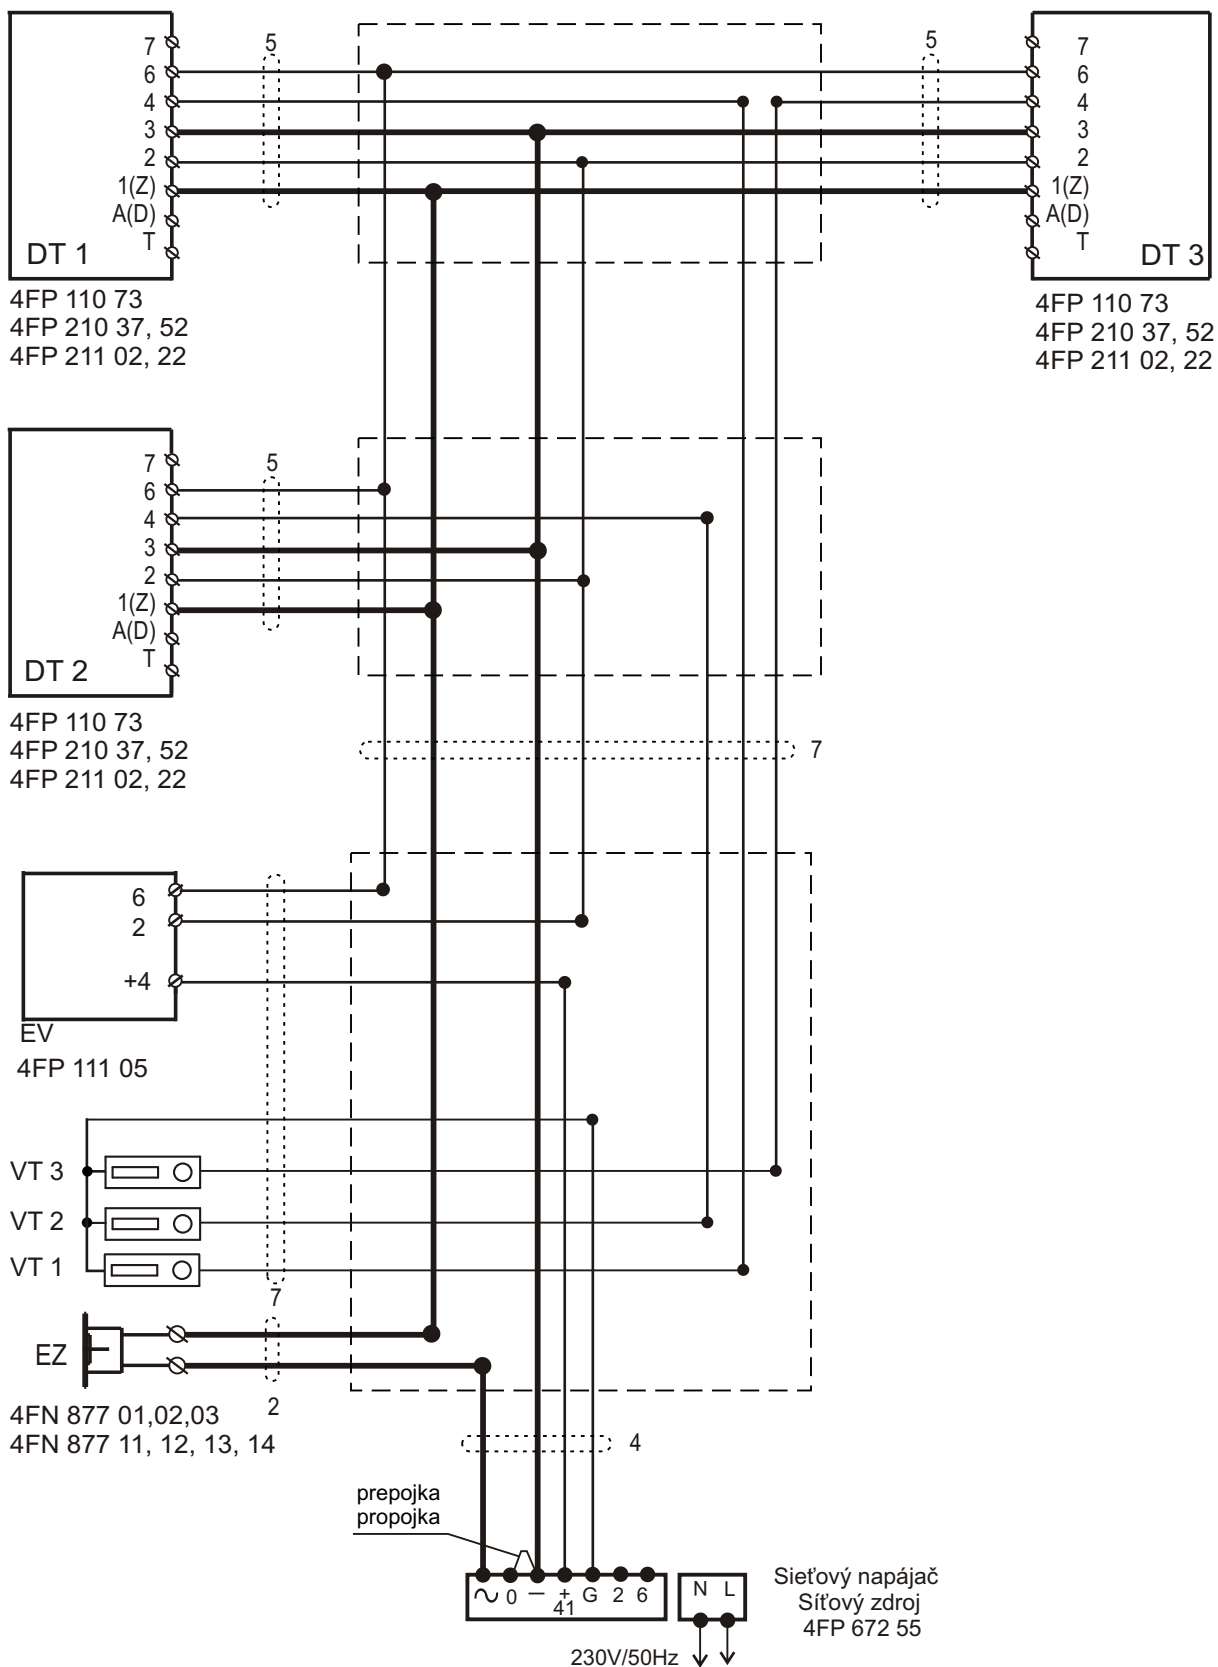 7
6
4
3
2
1(Z)
A(D)
T
DT 1
4FP 110 73
4FP 210 37, 52
4FP 211 02, 22
5
5
7
6
4
3
2
1(Z)
A(D)
T
DT 3
4FP 110 73
4FP 210 37, 52
4FP 211 02, 22
7
6
4
3
2
1(Z)
A(D)
T
DT 2
4FP 110 73
4FP 210 37, 52
4FP 211 02, 22
5
7
6
2
+4
EV
4FP 111 05
VT 3
VT 2
VT 1
7
EZ
2
4FN 877 01,02,03
4FN 877 11, 12, 13, 14
4
prepojka
propojka
~ 0 — + G 2 6
41
N L
230V/50Hz
Sieťový napájač
Síťový zdroj
4FP 672 55